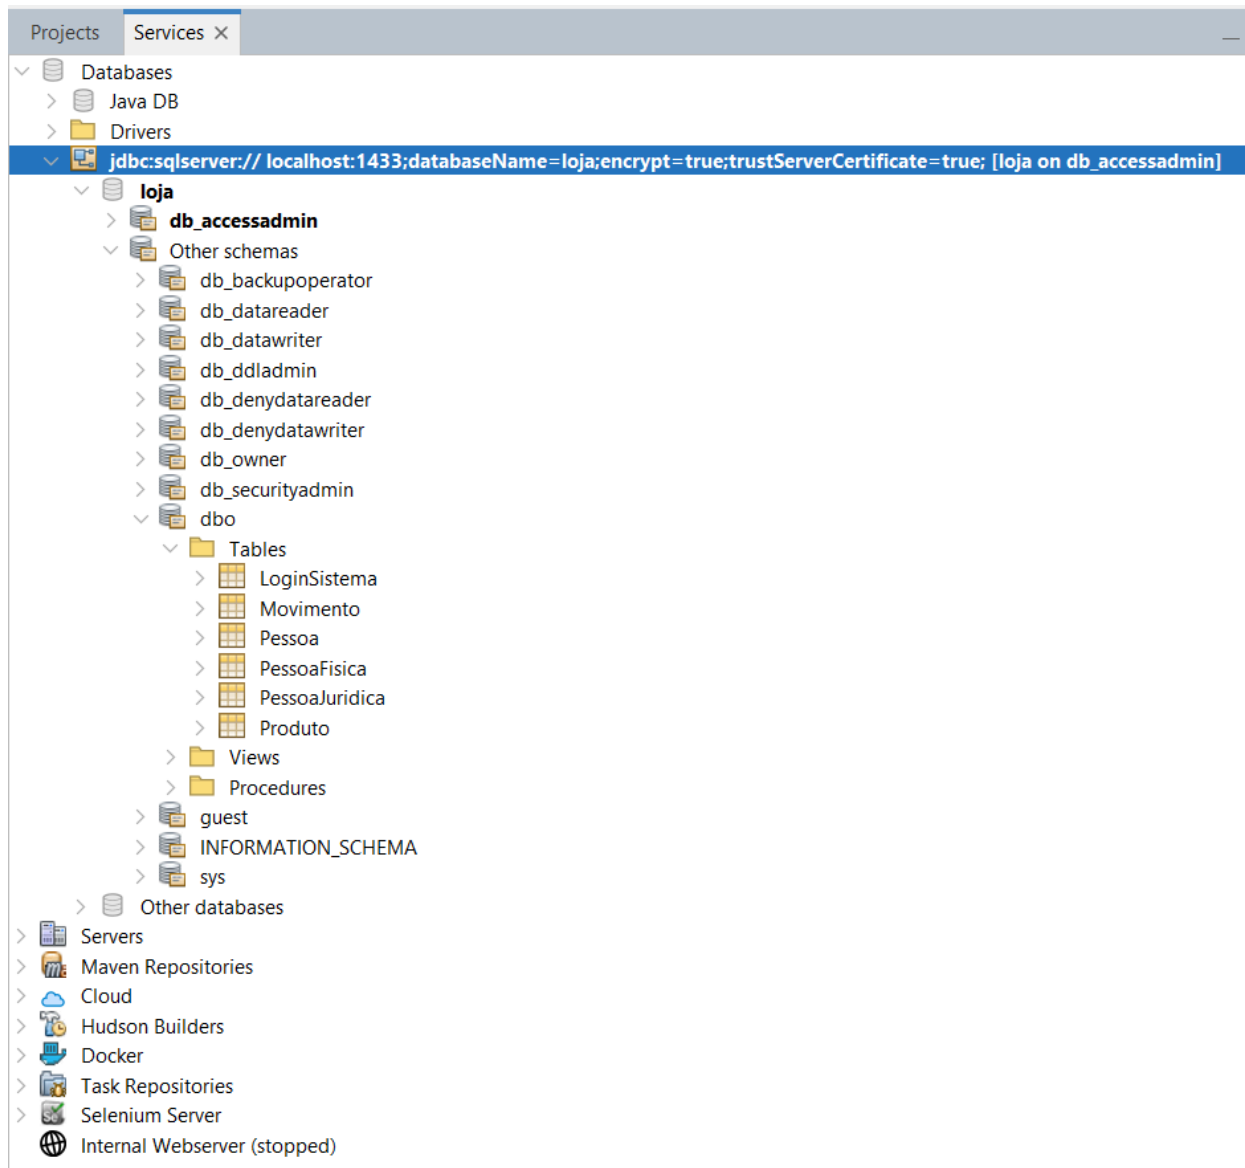 Projects Services
Databases
Java DB
Drivers
jdbc:sqlserver:// localhost:1433;databaseName=loja;encrypt=true;trustServerCertificate=true; [loja on db_accessadmin]
loja
db_accessadmin
Other schemas
db_backupoperator
db_datareader
db_datawriter
db_ddladmin
db_denydatareader
db_denydatawriter
db_owner
db_securityadmin
dbo
Tables
LoginSistema
Movimento
Pessoa
PessoaFisica
PessoaJuridica
Produto
Views
Procedures
guest
INFORMATION_SCHEMA
sys
Other databases
Servers
Maven Repositories
Cloud
Hudson Builders
Docker
Task Repositories
Selenium Server
Internal Webserver (stopped)